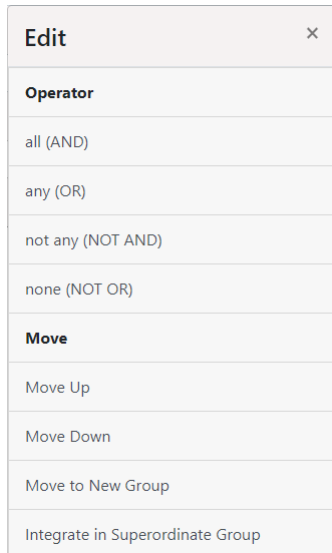 Edit ×
Operator
all (AND)
any (OR)
not any (NOT AND)
none (NOT OR)
Move
Move Up
Move Down
Move to New Group
Integrate in Superordinate Group